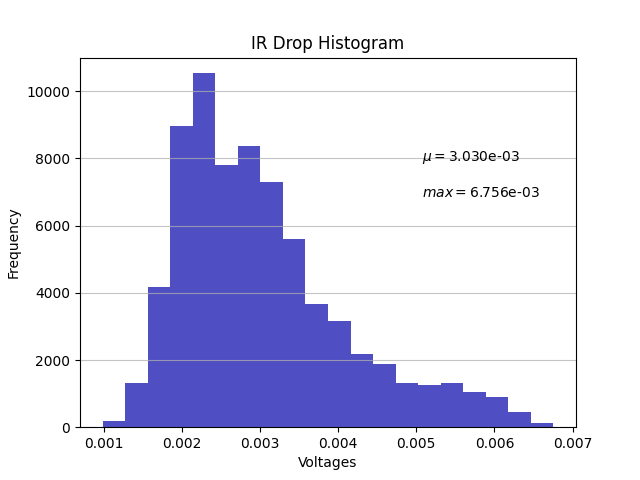 IR Drop Histogram
10000
8000
6000
4000
2000
0
Frequency
μ = 3.030e-03
max = 6.756e-03
0.001 0.002 0.003 0.004 0.005 0.006 0.007
Voltages